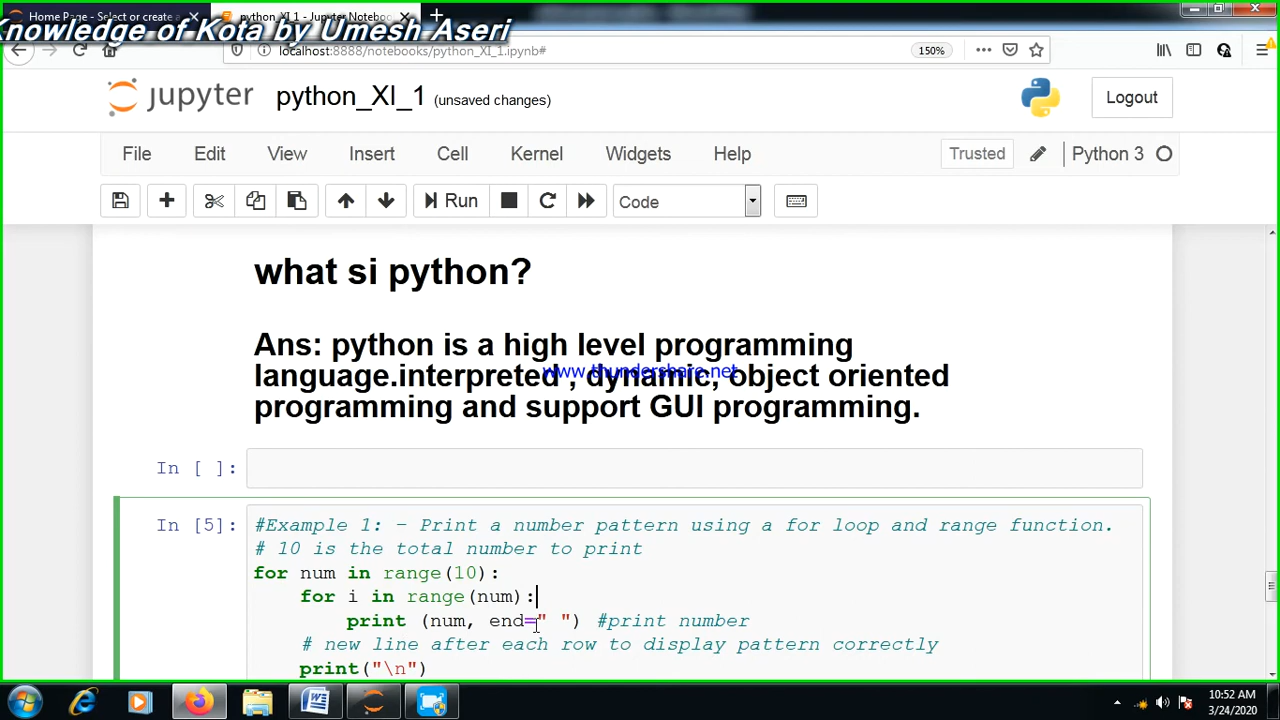 Home Page - Select or create a
python_XI_1 - Jupyter Noteboo
Knowledge of Kota by Umesh Aseri
localhost:8888/notebooks/python_XI_1.ipynb#
150%
jupyter python_XI_1 (unsaved changes)
Logout
File Edit View Insert Cell Kernel Widgets Help
Trusted Python 3
Run Code
what si python?
Ans: python is a high level programming
language.interpreted , dynamic, object oriented
programming and support GUI programming.
www.thundershare.net
In [ ]:
In [5]:
#Example 1: - Print a number pattern using a for loop and range function.
# 10 is the total number to print
for num in range(10):
for i in range(num):
print (num, end=" ") #print number
# new line after each row to display pattern correctly
print("\n")
10:52 AM
3/24/2020